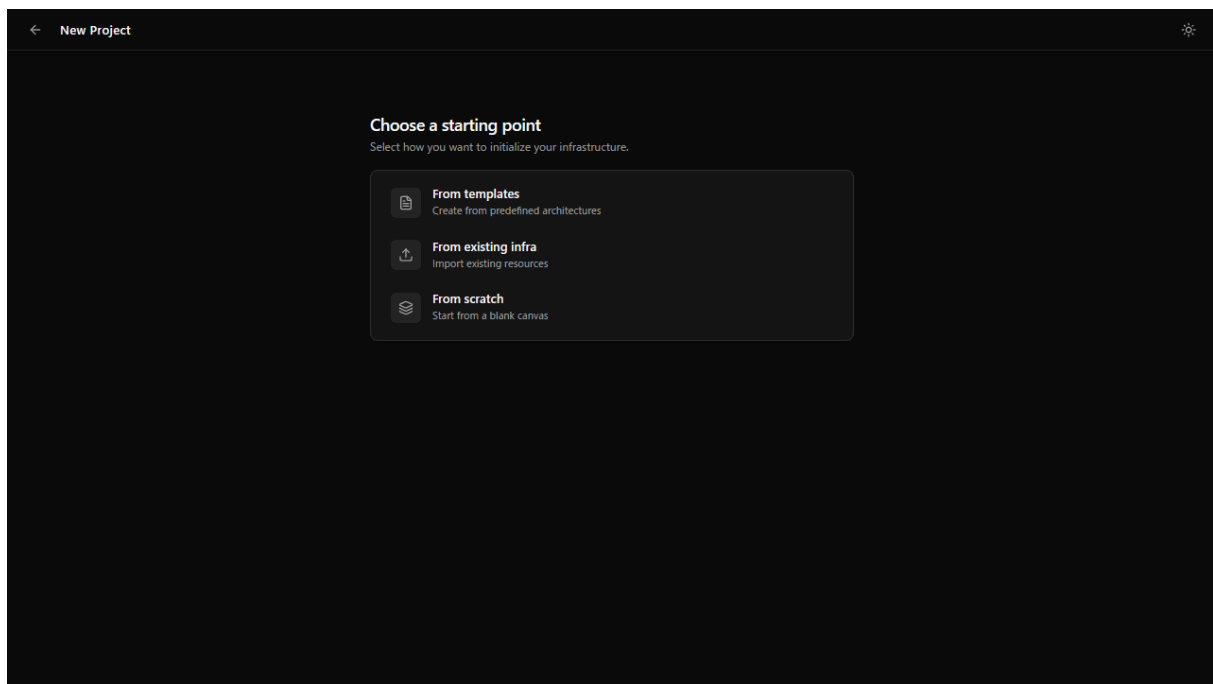 New Project
Choose a starting point
Select how you want to initialize your infrastructure.
From templates
Create from predefined architectures
From existing infra
Import existing resources
From scratch
Start from a blank canvas